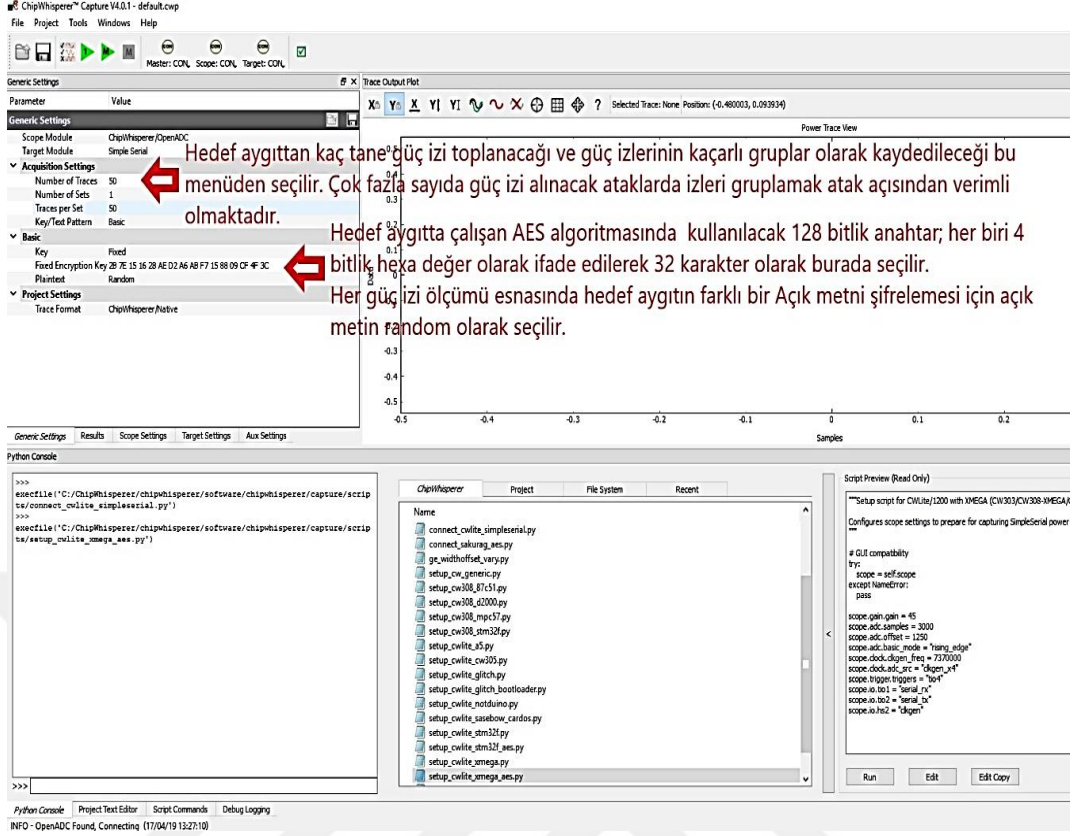 ChipWhisperer™ Capture V4.0.1 - default.cwp
File Project Tools Windows Help
Master: CON, Scope: CON, Target: CON,
Generic Settings
Parameter Value
Generic Settings
Scope Module ChipWhisperer/OpenADC
Target Module Simple Serial
Acquisition Settings
Number of Traces 50
Number of Sets 1
Traces per Set 50
Key/Text Pattern Basic
Basic
Key Fixed
Fixed Encryption Key 2B 7E 15 16 28 AE D2 A6 AB F7 15 88 09 CF 4F 3C
Plaintext Random
Project Settings
Trace Format ChipWhisperer/Native
Generic Settings Results Scope Settings Target Settings Aux Settings
Trace Output Plot
Selected Trace: None Position: (-0.480003, 0.093934)
Power Trace View
Hedef aygıttan kaç tane güç izi toplanacağı ve güç izlerinin kaçarlı gruplar olarak kaydedileceği bu
menüden seçilir. Çok fazla sayıda güç izi alınacak ataklarda izleri gruplamak atak açısından verimli
olmaktadır.
Hedef aygıtta çalışan AES algoritmasında kullanılacak 128 bitlik anahtar; her biri 4
bitlik hexa değer olarak ifade edilerek 32 karakter olarak burada seçilir.
Her güç izi ölçümü esnasında hedef aygıtın farklı bir Açık metni şifrelemesi için açık
metin random olarak seçilir.
0.5
0.3
-0.3
-0.4
-0.5
-0.5 -0.4 -0.3 -0.2 -0.1 0 0.1 0.2
Samples
Python Console
>>>
execfile('C:/ChipWhisperer/chipwhisperer/software/chipwhisperer/capture/scrip
ts/connect_cwlite_simpleserial.py')
>>>
execfile('C:/ChipWhisperer/chipwhisperer/software/chipwhisperer/capture/scrip
ts/setup_cwlite_xmega_aes.py')
>>>
Python Console Project Text Editor Script Commands Debug Logging
ChipWhisperer Project File System Recent
Name
connect_cwlite_simpleserial.py
connect_sakurag_aes.py
ge_widthoffset_vary.py
setup_cw_generic.py
setup_cw308_87c51.py
setup_cw308_d2000.py
setup_cw308_mpc57.py
setup_cw308_stm32f.py
setup_cwlite_a5.py
setup_cwlite_cw305.py
setup_cwlite_glitch.py
setup_cwlite_glitch_bootloader.py
setup_cwlite_notduino.py
setup_cwlite_sasebow_cardos.py
setup_cwlite_stm32f.py
setup_cwlite_stm32f_aes.py
setup_cwlite_xmega.py
setup_cwlite_xmega_aes.py
Script Preview (Read Only)
"""Setup script for CWLite/1200 with XMEGA (CW303/CW308-XMEGA/
Configures scope settings to prepare for capturing SimpleSerial power
"""
# GUI compatibility
try:
scope = self.scope
except NameError:
pass
scope.gain.gain = 45
scope.adc.samples = 3000
scope.adc.offset = 1250
scope.adc.basic_mode = "rising_edge"
scope.clock.clkgen_freq = 7370000
scope.clock.adc_src = "clkgen_x4"
scope.trigger.triggers = "tio4"
scope.io.tio1 = "serial_rx"
scope.io.tio2 = "serial_tx"
scope.io.hs2 = "clkgen"
<
Run Edit Edit Copy
INFO - OpenADC Found, Connecting (17/04/19 13:27:10)